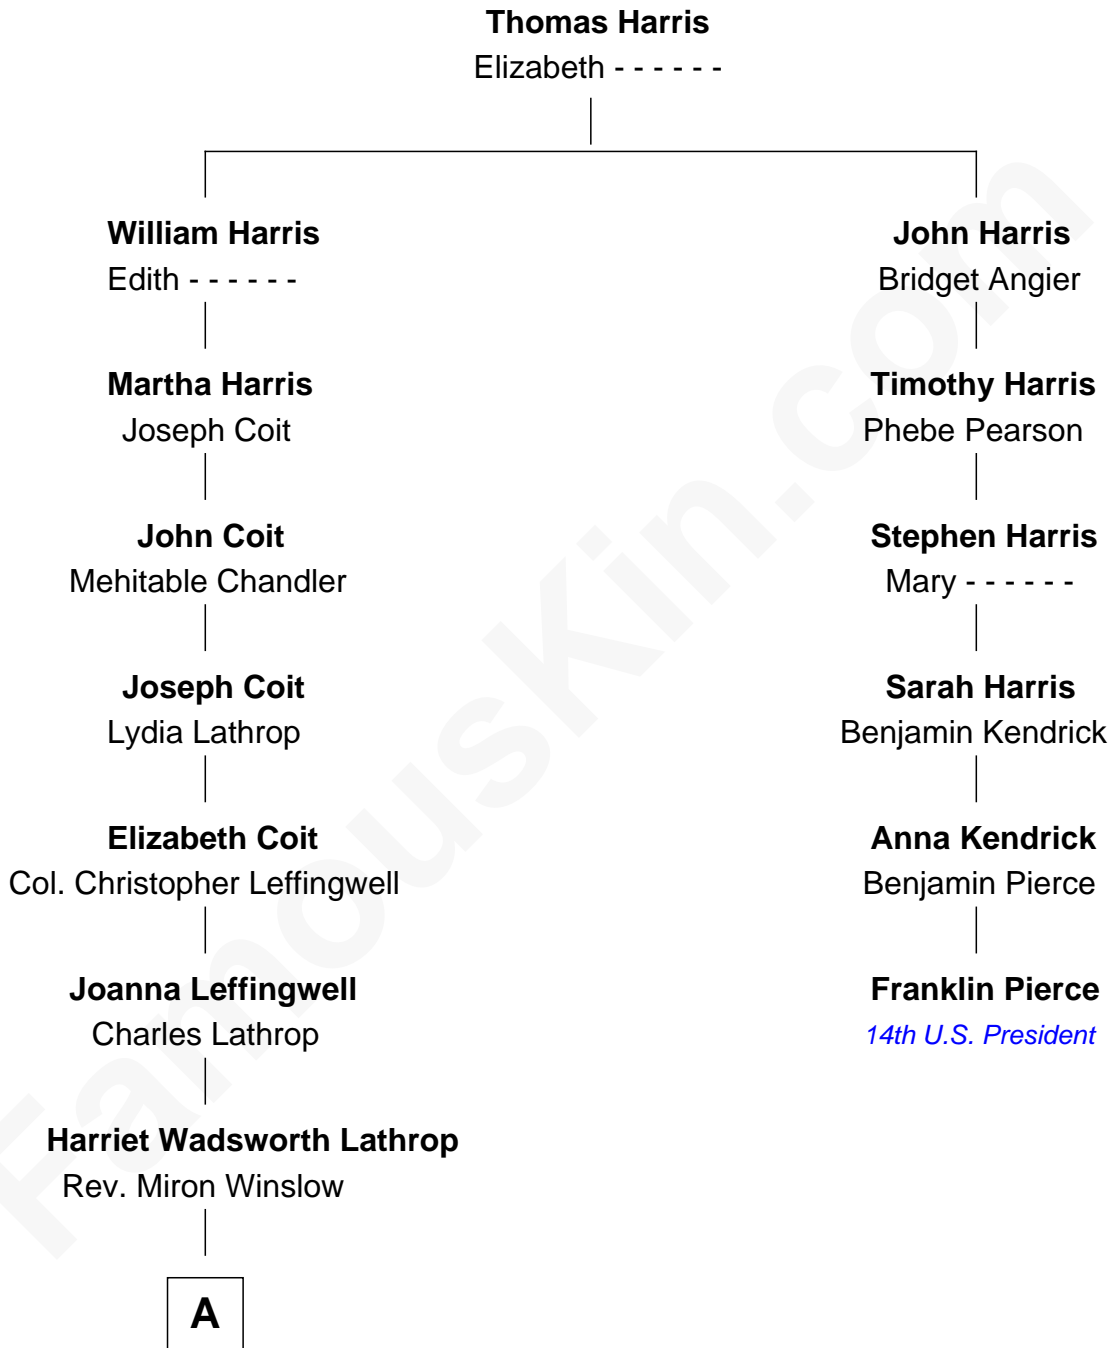 Thomas Harris
Elizabeth - - - - - -
William Harris
Edith - - - - - -
John Harris
Bridget Angier
Martha Harris
Joseph Coit
Timothy Harris
Phebe Pearson
John Coit
Mehitable Chandler
Stephen Harris
Mary - - - - - -
Joseph Coit
Lydia Lathrop
Sarah Harris
Benjamin Kendrick
Elizabeth Coit
Col. Christopher Leffingwell
Anna Kendrick
Benjamin Pierce
Joanna Leffingwell
Charles Lathrop
Franklin Pierce
14th U.S. President
Harriet Wadsworth Lathrop
Rev. Miron Winslow
A
FamousKin.com